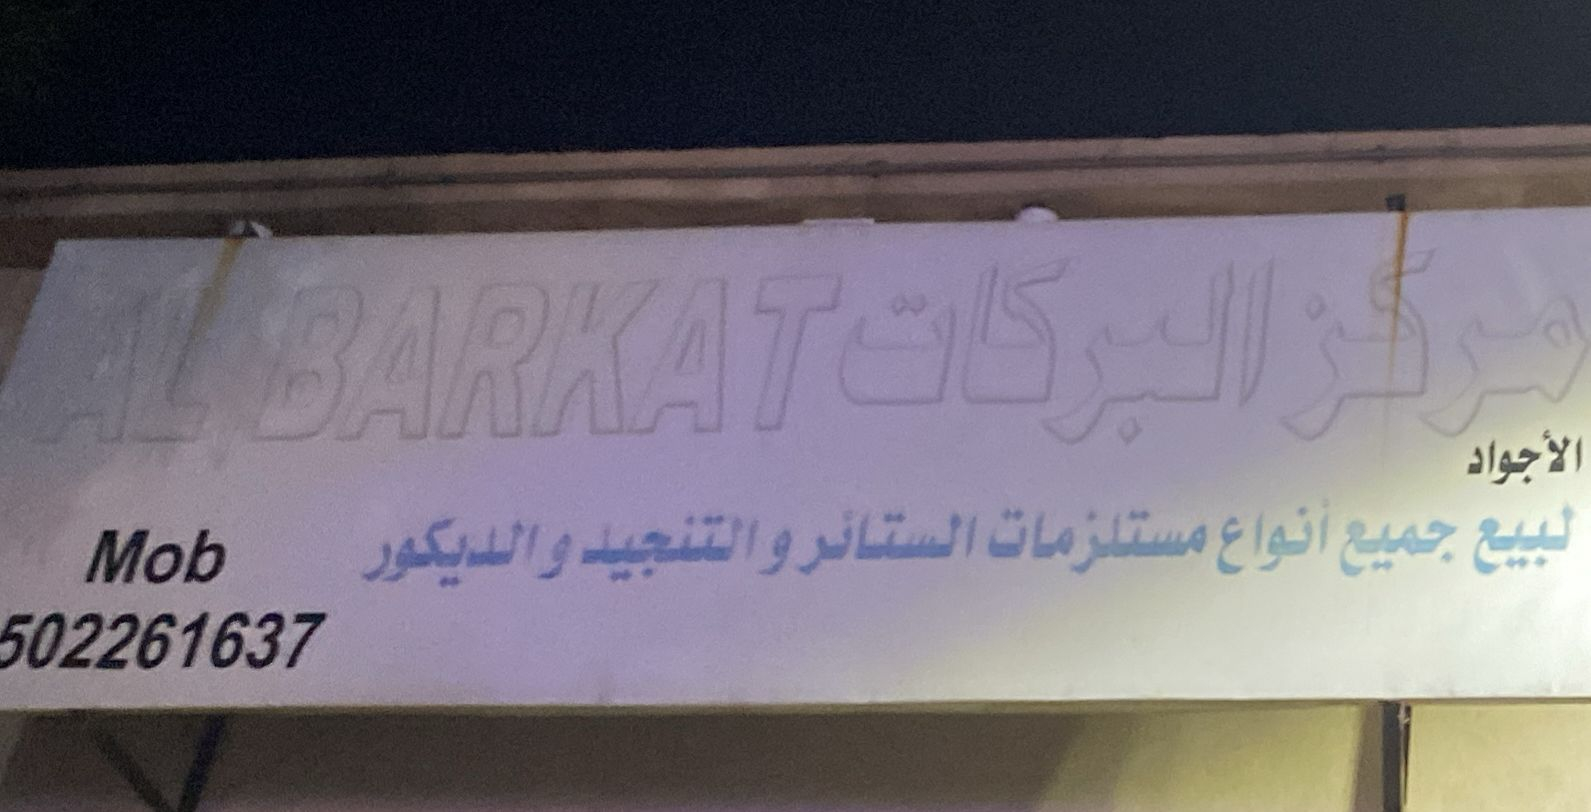 مركز البركات AL BARKAT
الأجواد
لبيع جميع أنواع مستلزمات الستائر و التنجيد و الديكور
Mob
502261637